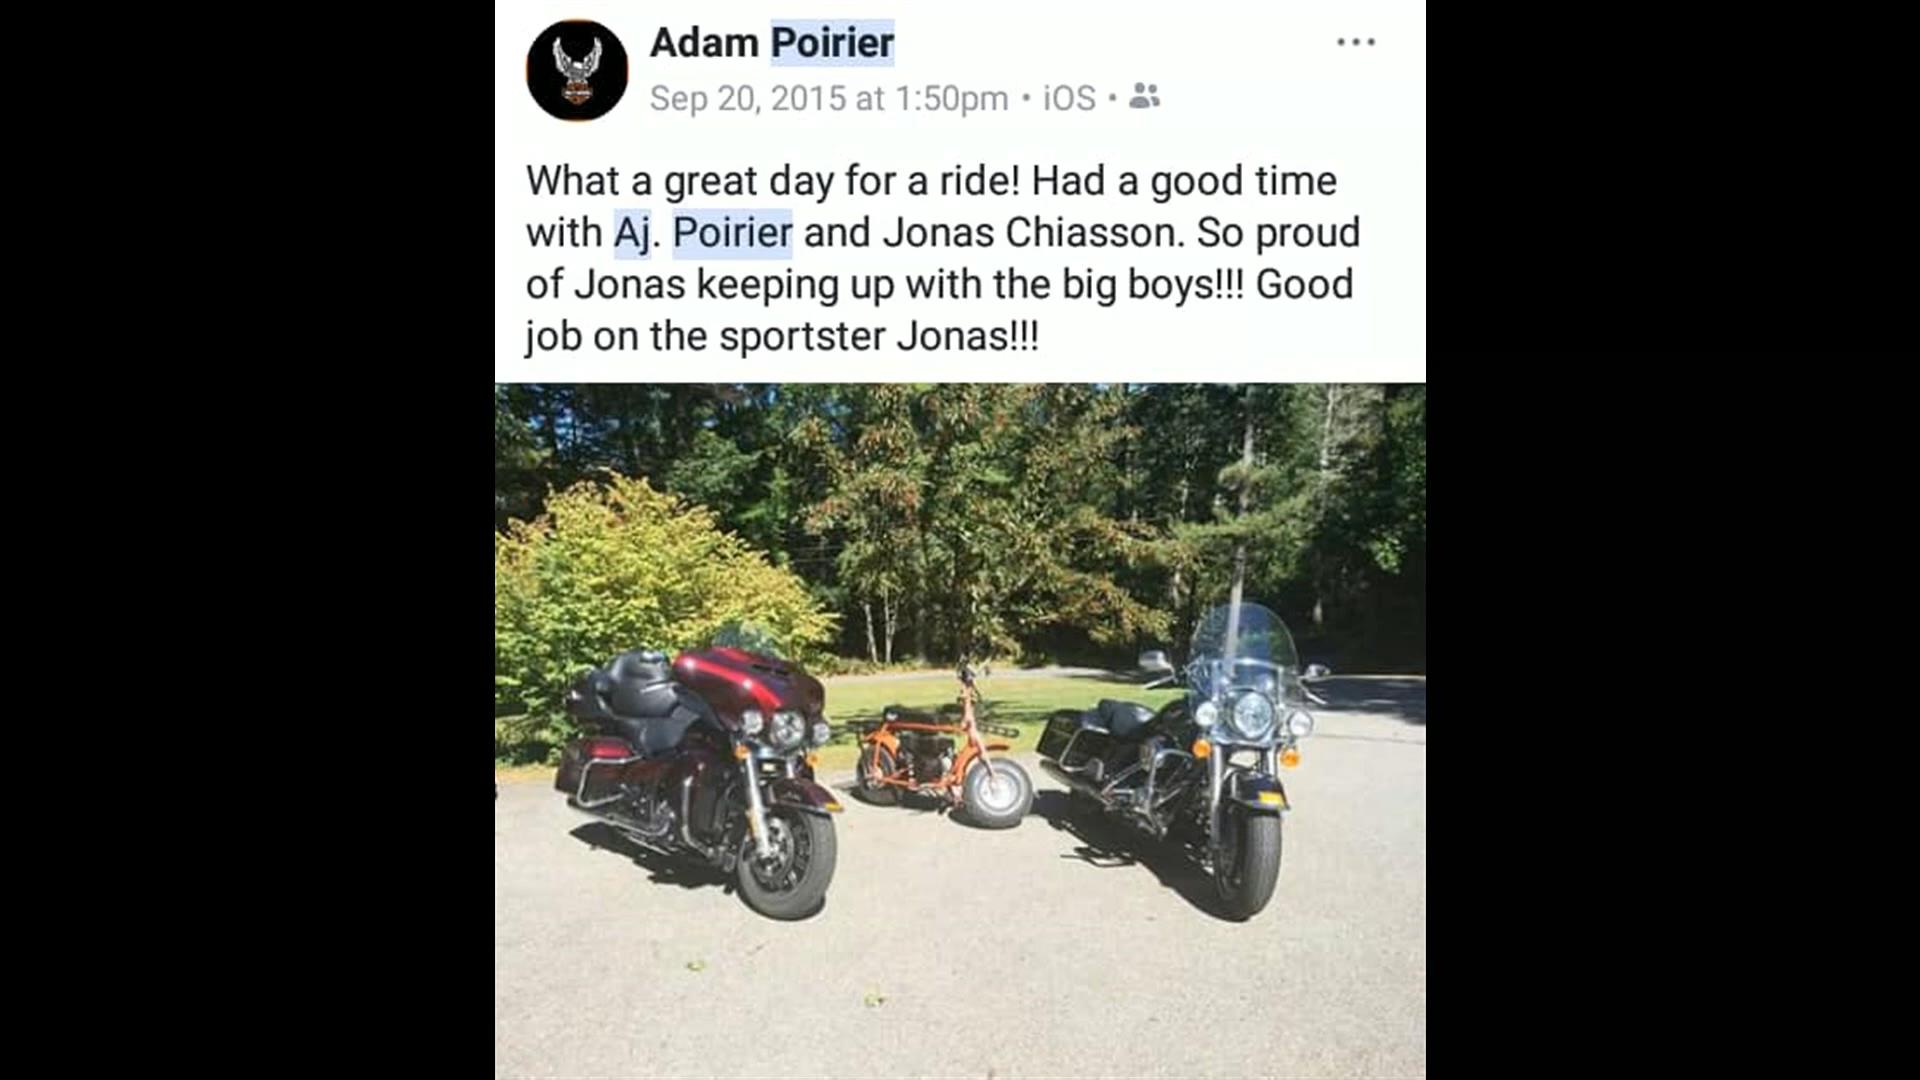 Adam Poirier
Sep 20, 2015 at 1:50pm • iOS •
What a great day for a ride! Had a good time
with Aj. Poirier and Jonas Chiasson. So proud
of Jonas keeping up with the big boys!!! Good
job on the sportster Jonas!!!